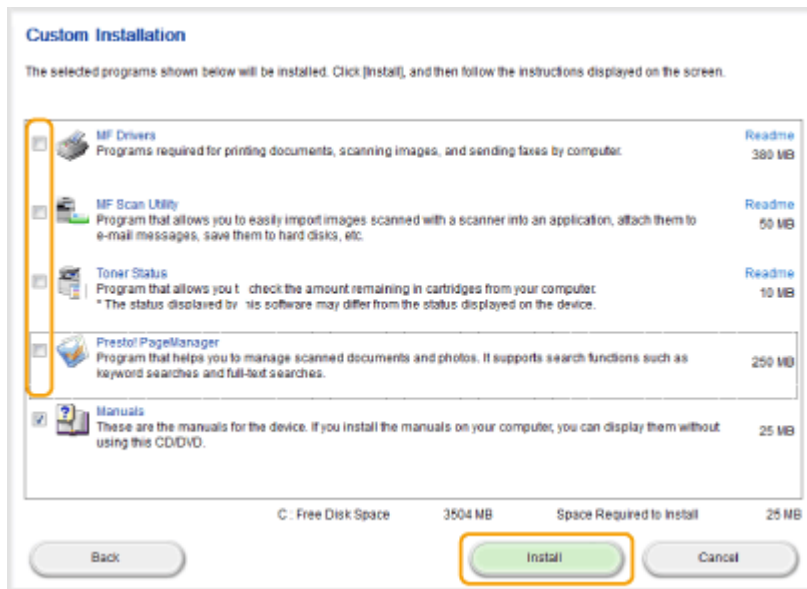 Custom Installation
The selected programs shown below will be installed. Click [Install], and then follow the instructions displayed on the screen.
MF Drivers
Readme
Programs required for printing documents, scanning images, and sending faxes by computer.
380 MB
MF Scan Utility
Readme
Program that allows you to easily import images scanned with a scanner into an application, attach them to
50 MB
e-mail messages, save them to hard disks, etc.
Toner Status
Readme
Program that allows you t check the amount remaining in cartridges from your computer.
10 MB
* The status displayed by his software may differ from the status displayed on the device.
Presto! PageManager
Program that helps you to manage scanned documents and photos. It supports search functions such as
250 MB
keyword searches and full-text searches.
Manuals
These are the manuals for the device. If you install the manuals on your computer, you can display them without
25 MB
using this CD/DVD.
C : Free Disk Space 3504 MB Space Required to Install 25 MB
Back Install Cancel